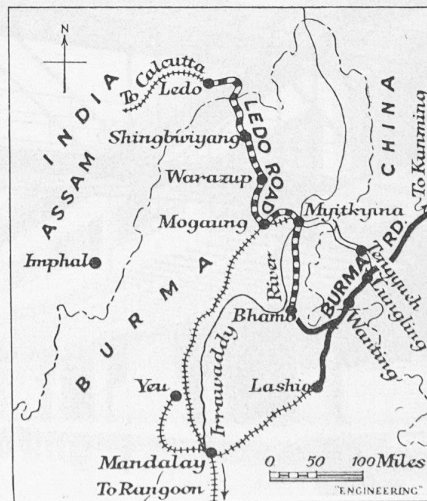 N
INDIA
ASSAM
To Calcutta
Ledo
LEDO ROAD
CHINA
To Kunming
Shingbwiyang
Warazup
Mogaung
Myitkyina
Imphal
BURMA
River
Irrawaddy
BURMA RD.
Tengyueh
Lungling
Wanting
Bhamo
Yeu
Lashio
Mandalay
To Rangoon
0 50 100 Miles
"ENGINEERING"